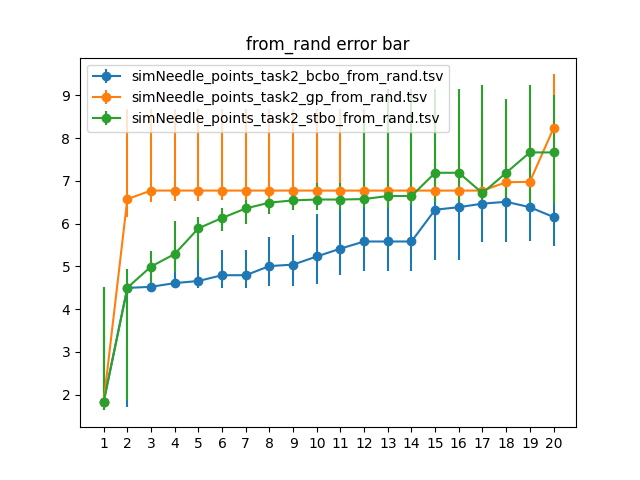 from_rand error bar
simNeedle_points_task2_bcbo_from_rand.tsv
simNeedle_points_task2_gp_from_rand.tsv
simNeedle_points_task2_stbo_from_rand.tsv
9
8
7
6
5
4
3
2
1 2 3 4 5 6 7 8 9 10 11 12 13 14 15 16 17 18 19 20